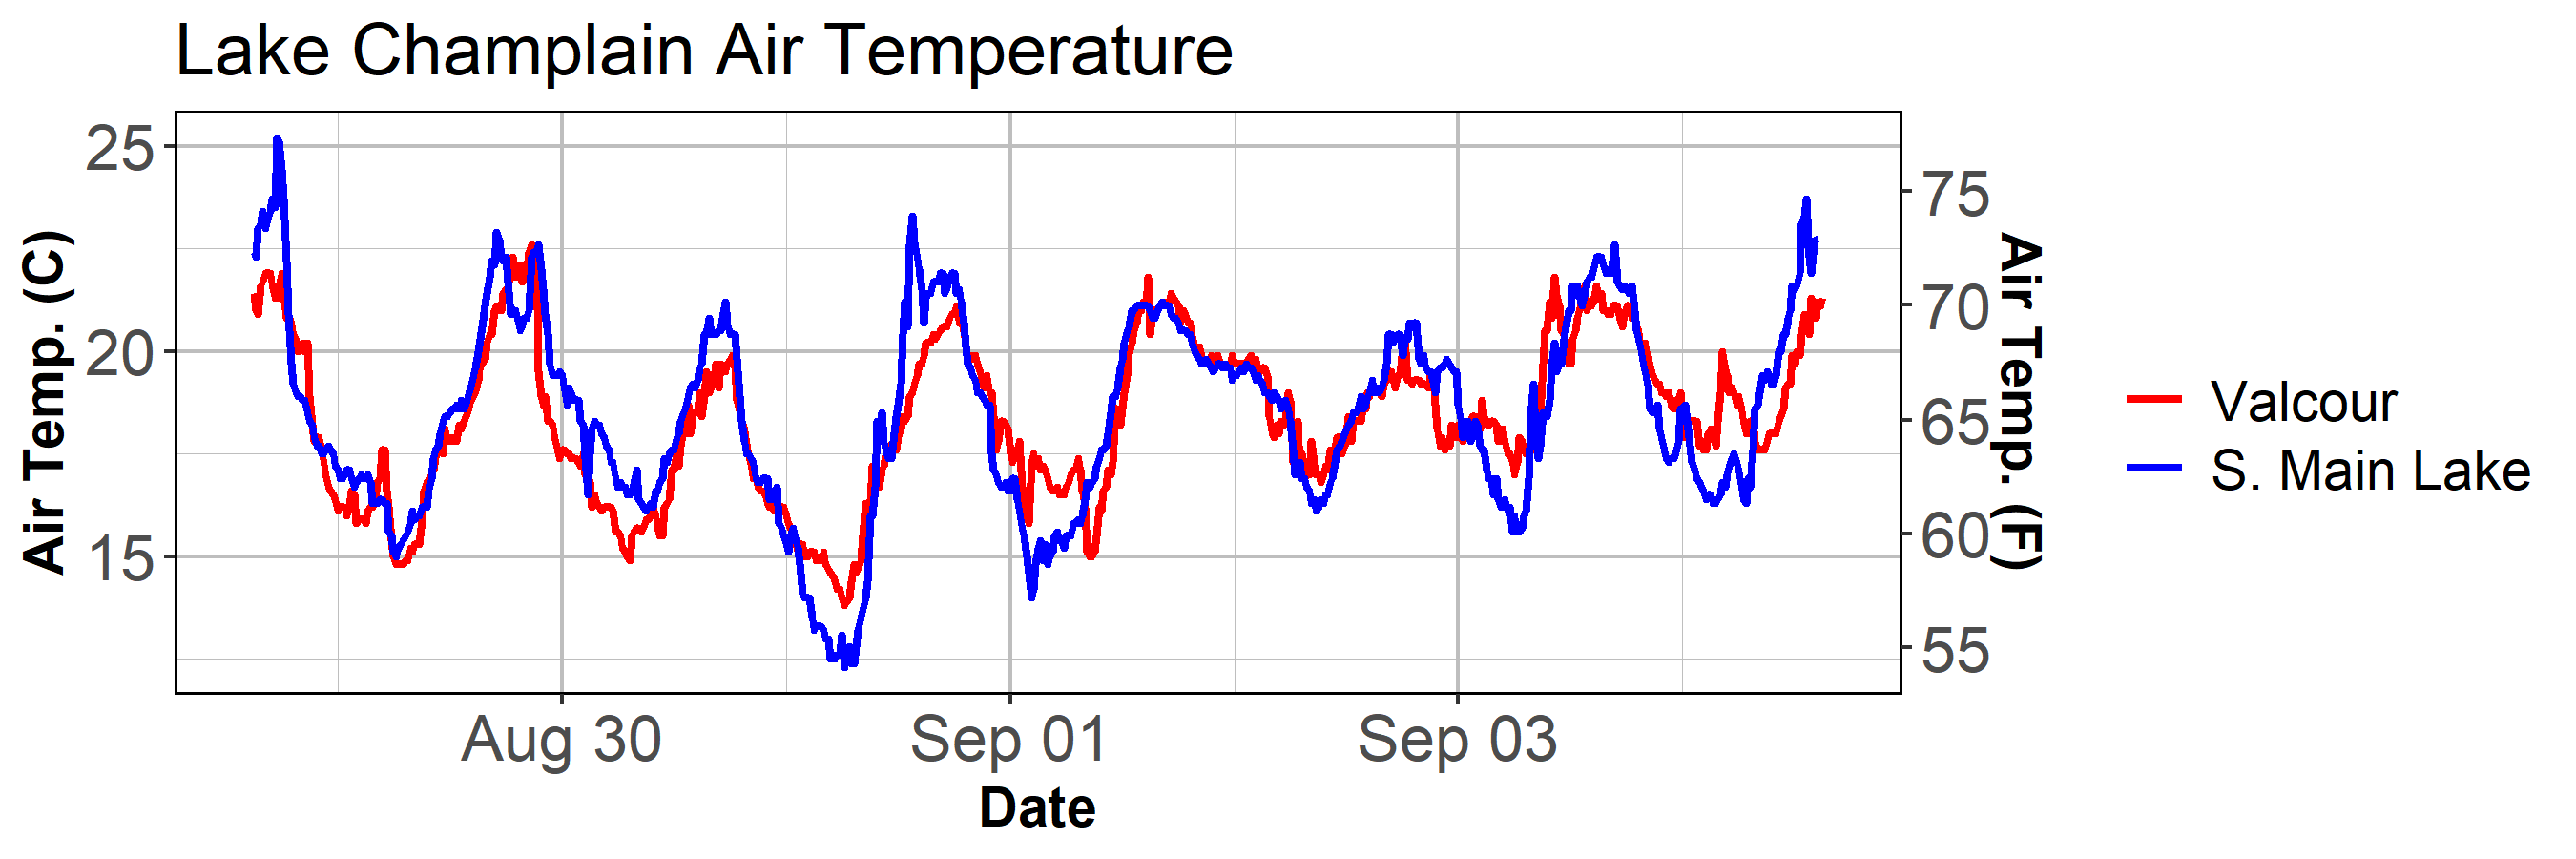 Lake Champlain Air Temperature
Air Temp. (C)
25
20
15
75
70
65
60
55
Air Temp. (F)
Valcour
S. Main Lake
Aug 30
Sep 01
Sep 03
Date